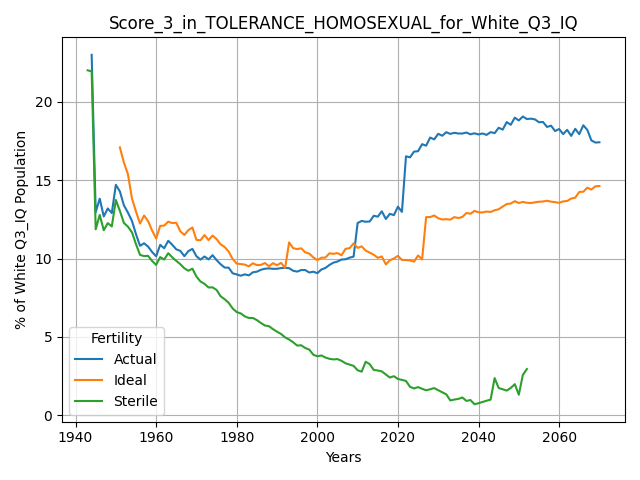 Score_3_in_TOLERANCE_HOMOSEXUAL_for_White_Q3_IQ
% of White Q3_IQ Population
20
15
10
5
0
Fertility
Actual
Ideal
Sterile
1940 1960 1980 2000 2020 2040 2060
Years